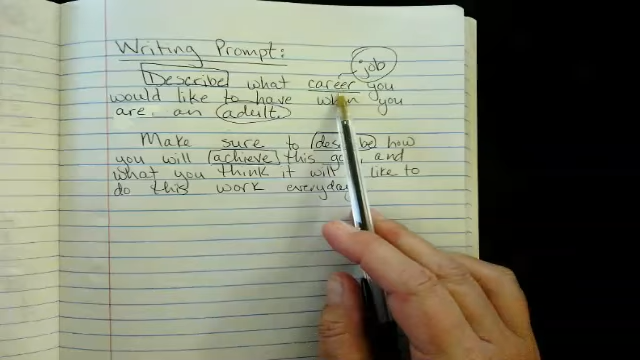 Writing Prompt:
job
Describe what career you
would like to have when you
are an adult.
Make sure to describe how
you will achieve this goal, and
what you think it will like to
do this work everyday